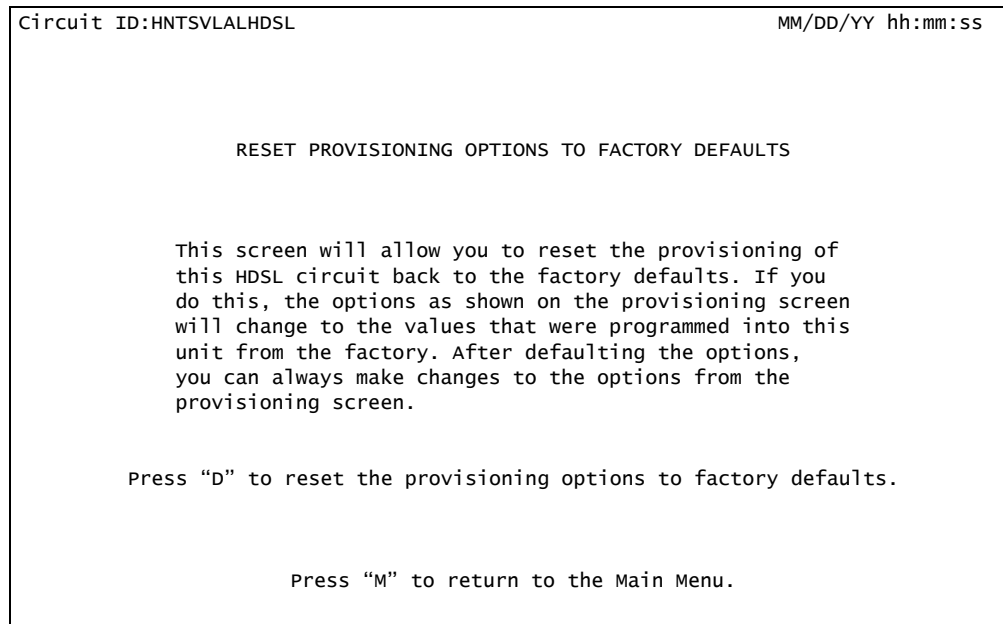 Circuit ID:HNTSVLALHDSL MM/DD/YY hh:mm:ss
RESET PROVISIONING OPTIONS TO FACTORY DEFAULTS
This screen will allow you to reset the provisioning of
this HDSL circuit back to the factory defaults. If you
do this, the options as shown on the provisioning screen
will change to the values that were programmed into this
unit from the factory. After defaulting the options,
you can always make changes to the options from the
provisioning screen.
Press “D” to reset the provisioning options to factory defaults.
Press “M” to return to the Main Menu.